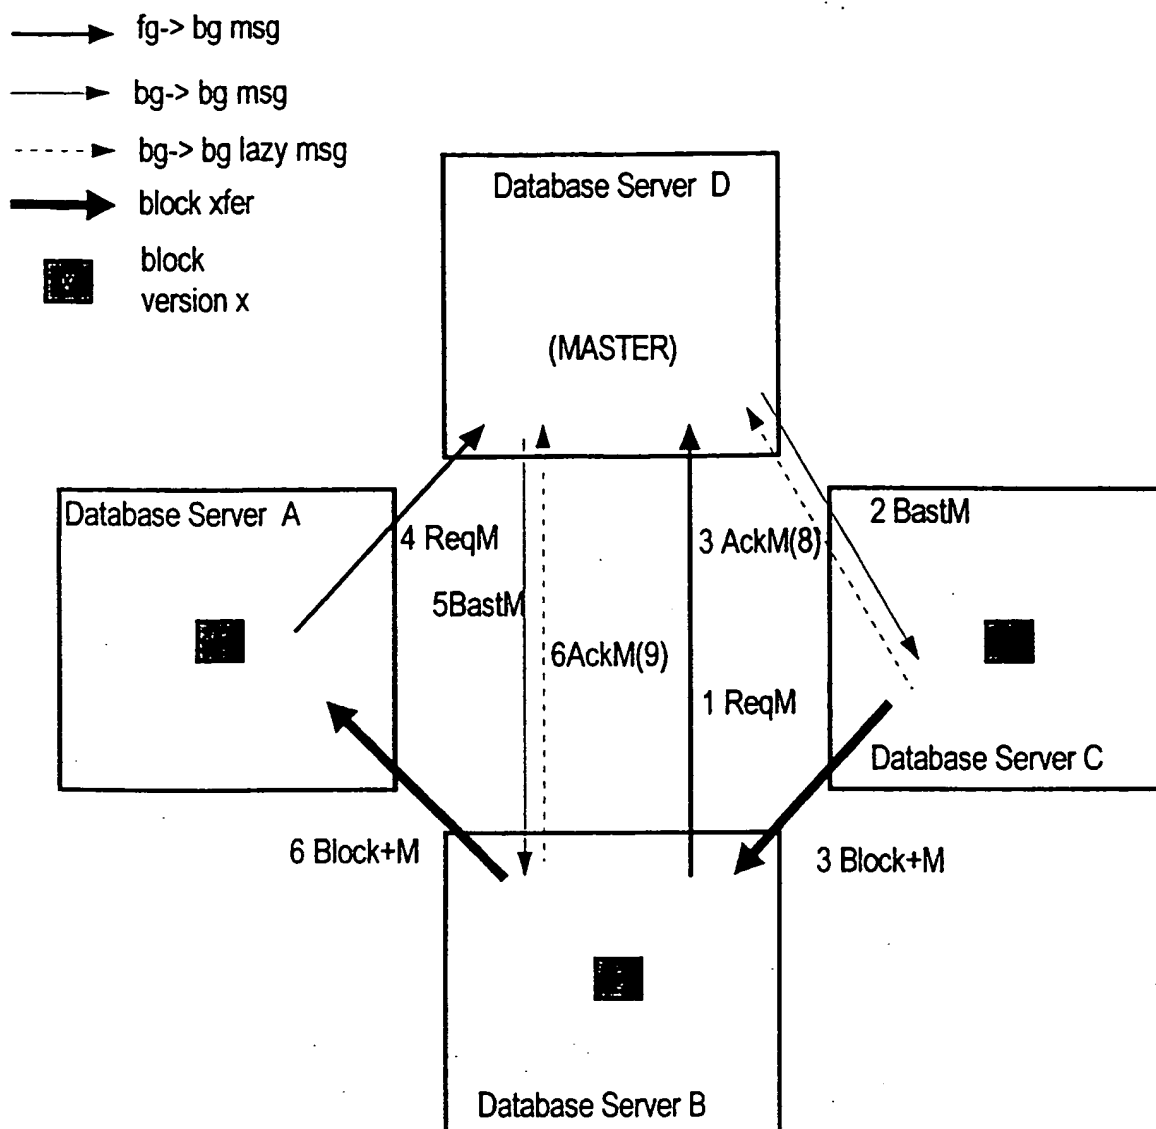 fg-> bg msg
bg-> bg msg
bg-> bg lazy msg
block xfer
block
version x
Database Server D
(MASTER)
Database Server A
4 ReqM
3 AckM(8)
2 BastM
5BastM
6AckM(9)
1 ReqM
Database Server C
6 Block+M
3 Block+M
Database Server B